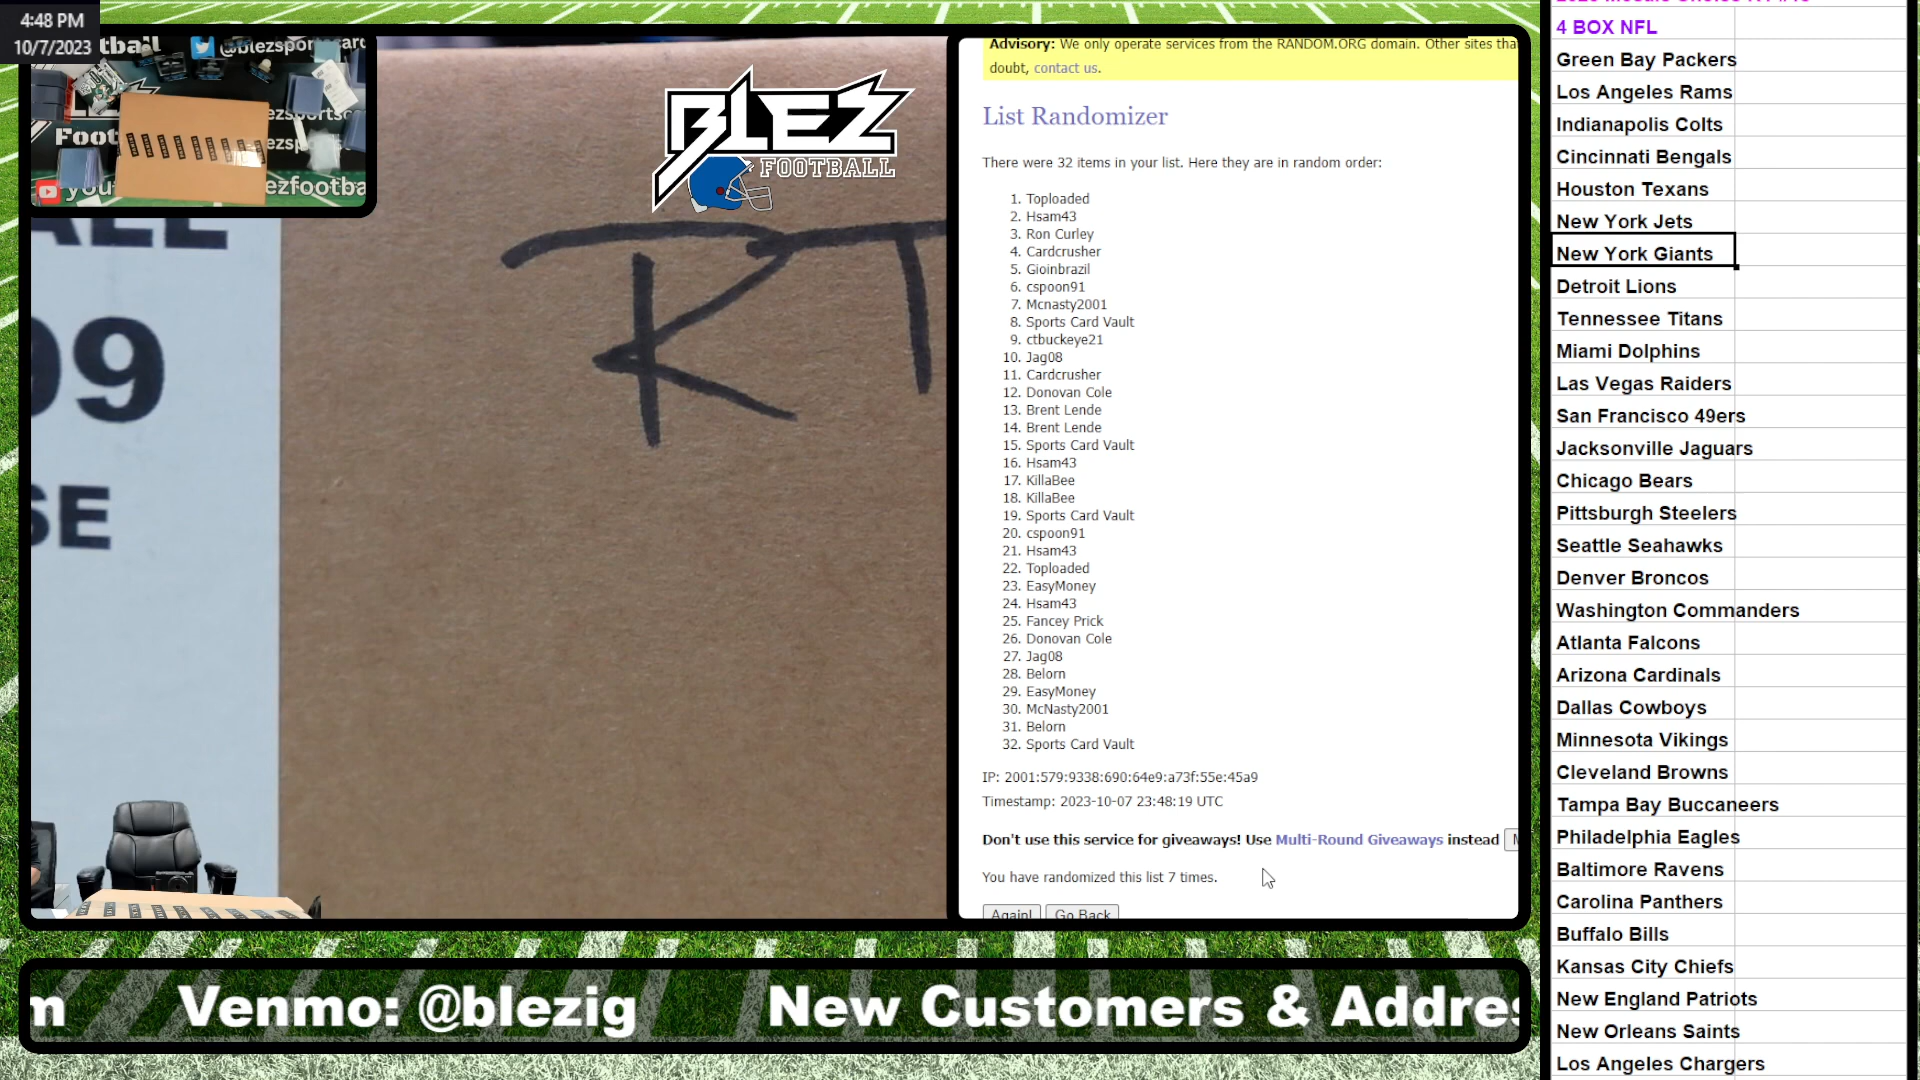 4:48 PM
10/7/2023
tball
@blezsportscard
Foot
ezsportsc
ezsp
you
ezfootba
ALL
09
SE
R
BLEZ
FOOTBALL
Advisory: We only operate services from the RANDOM.ORG domain. Other sites tha
doubt, contact us.
List Randomizer
There were 32 items in your list. Here they are in random order:
1. Toploaded
2. Hsam43
3. Ron Curley
4. Cardcrusher
5. Gioinbrazil
6. cspoon91
7. Mcnasty2001
8. Sports Card Vault
9. ctbuckeye21
10. Jag08
11. Cardcrusher
12. Donovan Cole
13. Brent Lende
14. Brent Lende
15. Sports Card Vault
16. Hsam43
17. KillaBee
18. KillaBee
19. Sports Card Vault
20. cspoon91
21. Hsam43
22. Toploaded
23. EasyMoney
24. Hsam43
25. Fancey Prick
26. Donovan Cole
27. Jag08
28. Belorn
29. EasyMoney
30. McNasty2001
31. Belorn
32. Sports Card Vault
IP: 2001:579:9338:690:64e9:a73f:55e:45a9
Timestamp: 2023-10-07 23:48:19 UTC
Don't use this service for giveaways! Use Multi-Round Giveaways instead
You have randomized this list 7 times.
Again! Go Back
4 BOX NFL
Green Bay Packers
Los Angeles Rams
Indianapolis Colts
Cincinnati Bengals
Houston Texans
New York Jets
New York Giants
Detroit Lions
Tennessee Titans
Miami Dolphins
Las Vegas Raiders
San Francisco 49ers
Jacksonville Jaguars
Chicago Bears
Pittsburgh Steelers
Seattle Seahawks
Denver Broncos
Washington Commanders
Atlanta Falcons
Arizona Cardinals
Dallas Cowboys
Minnesota Vikings
Cleveland Browns
Tampa Bay Buccaneers
Philadelphia Eagles
Baltimore Ravens
Carolina Panthers
Buffalo Bills
Kansas City Chiefs
New England Patriots
New Orleans Saints
Los Angeles Chargers
m Venmo: @blezig New Customers & Addres